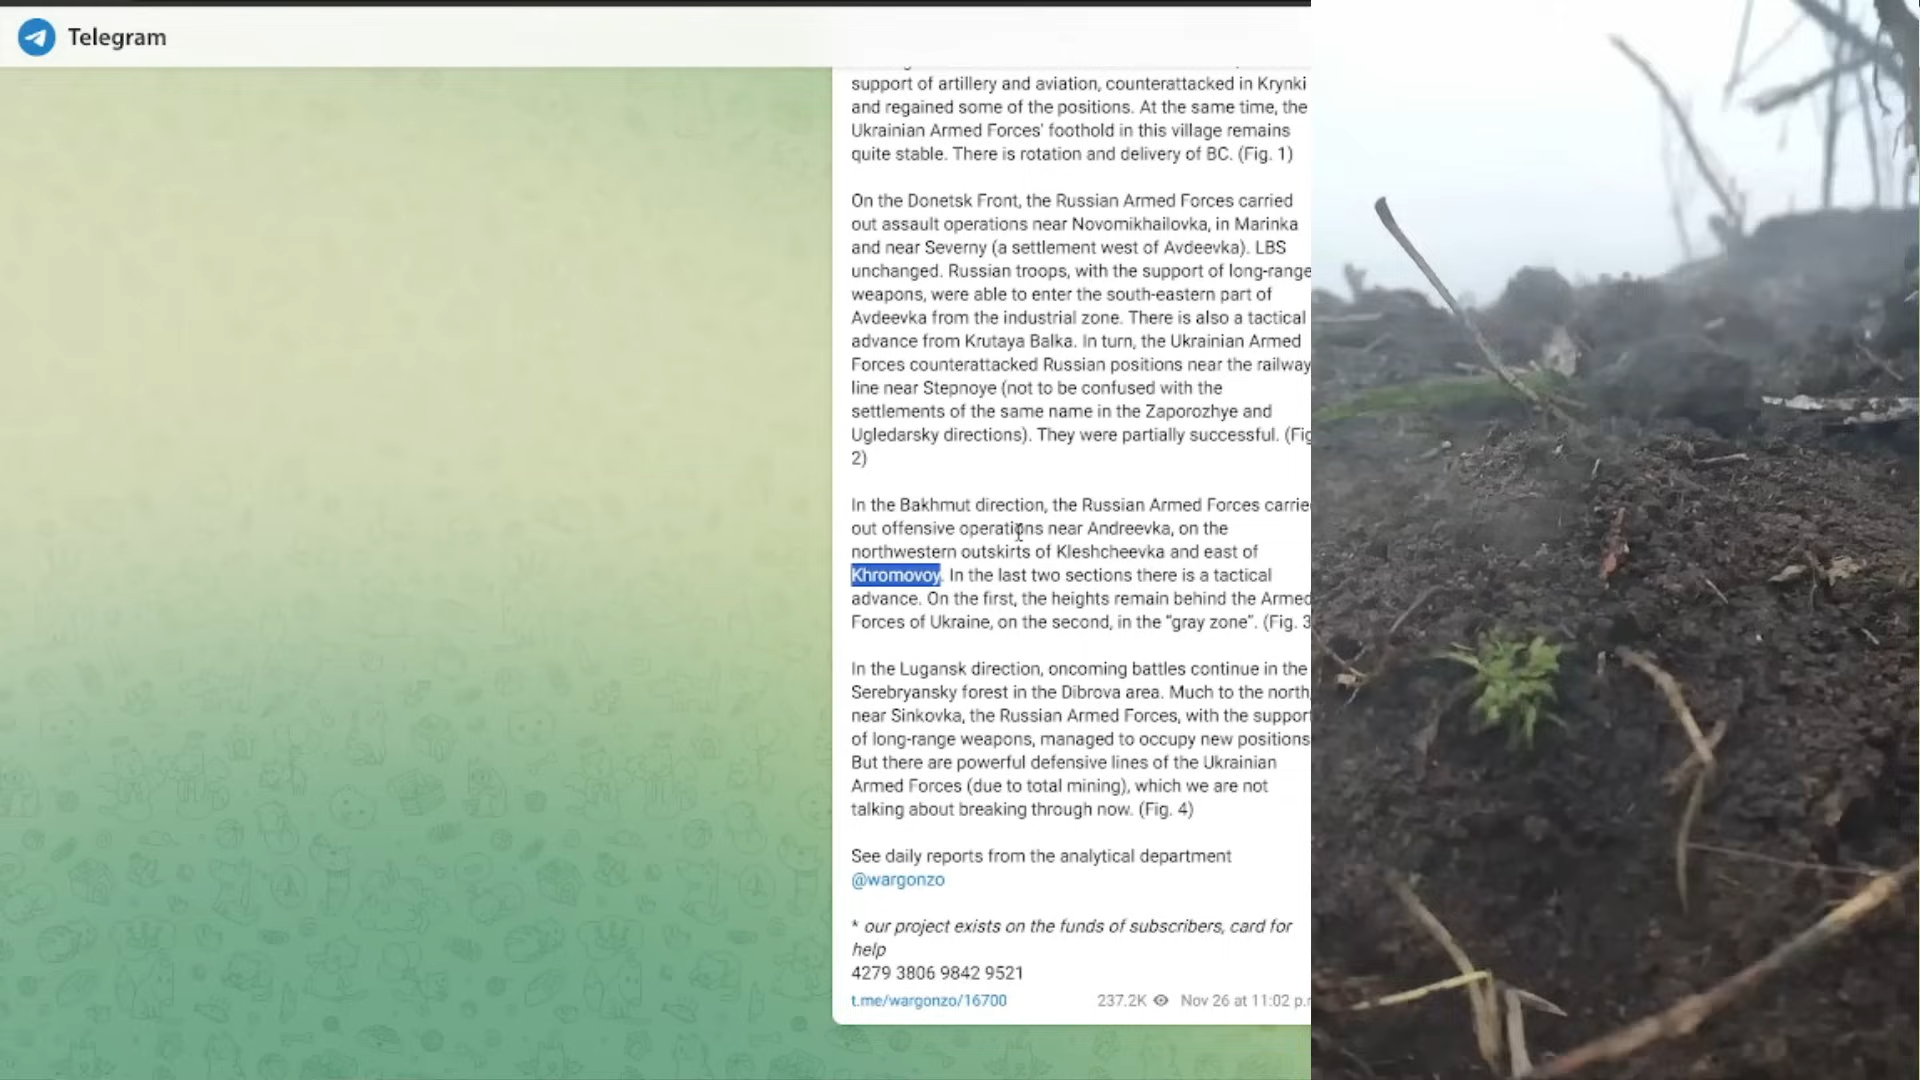 Telegram
support of artillery and aviation, counterattacked in Krynki
and regained some of the positions. At the same time, the
Ukrainian Armed Forces' foothold in this village remains
quite stable. There is rotation and delivery of BC. (Fig. 1)
On the Donetsk Front, the Russian Armed Forces carried
out assault operations near Novomikhailovka, in Marinka
and near Severny (a settlement west of Avdeevka). LBS
unchanged. Russian troops, with the support of long-range
weapons, were able to enter the south-eastern part of
Avdeevka from the industrial zone. There is also a tactical
advance from Krutaya Balka. In turn, the Ukrainian Armed
Forces counterattacked Russian positions near the railway
line near Stepnoye (not to be confused with the
settlements of the same name in the Zaporozhye and
Ugledarsky directions). They were partially successful. (Fig
2)
In the Bakhmut direction, the Russian Armed Forces carrie
out offensive operations near Andreevka, on the
northwestern outskirts of Kleshcheevka and east of
Khromovoy. In the last two sections there is a tactical
advance. On the first, the heights remain behind the Armed
Forces of Ukraine, on the second, in the "gray zone". (Fig. 3
In the Lugansk direction, oncoming battles continue in the
Serebryansky forest in the Dibrova area. Much to the north,
near Sinkovka, the Russian Armed Forces, with the support
of long-range weapons, managed to occupy new positions
But there are powerful defensive lines of the Ukrainian
Armed Forces (due to total mining), which we are not
talking about breaking through now. (Fig. 4)
See daily reports from the analytical department
@wargonzo
* our project exists on the funds of subscribers, card for
help
4279 3806 9842 9521
t.me/wargonzo/16700 237.2K Nov 26 at 11:02 p.